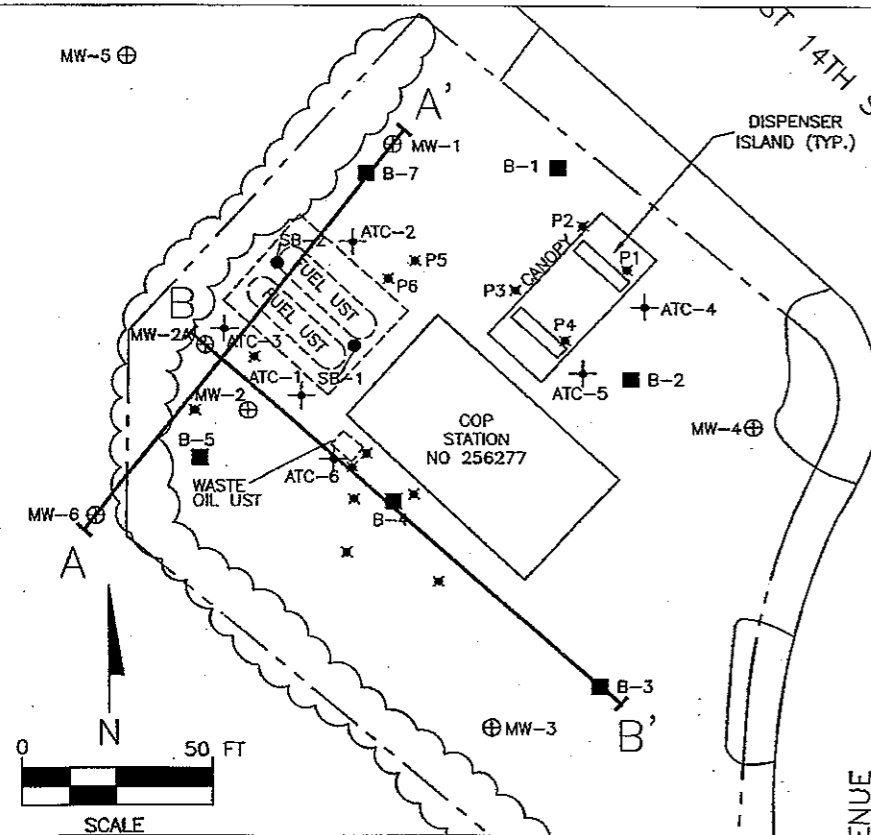 ST 14TH S
MW-5
A'
MW-1
DISPENSER
ISLAND (TYP.)
B-7
B-1
P2
ATC-2
SB-2
P5
CANOPY
P1
FUEL UST
P6
P3
B
FUEL UST
ATC-4
MW-2A
ATC-3
P4
SB-1
ATC-1
ATC-5
B-2
MW-2
COP
STATION
NO 256277
MW-4
B-5
WASTE
OIL UST
ATC-6
MW-6
B-4
A
B-3
N
MW-3
B'
0 50 FT
SCALE
ENUE